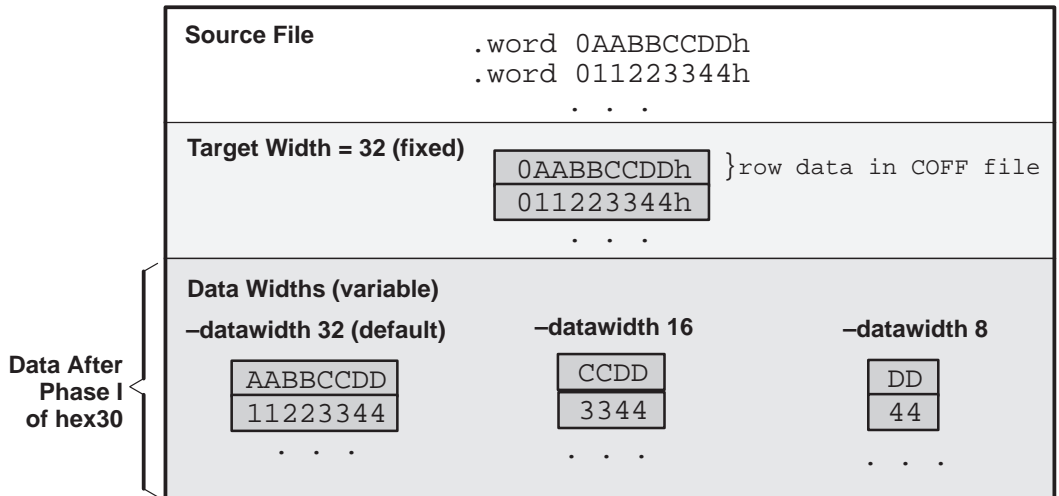 Source File
.word 0AABBCCDDh
.word 011223344h
. . .
Target Width = 32 (fixed)
0AABBCCDDh
}row data in COFF file
011223344h
. . .
Data Widths (variable)
–datawidth 32 (default)
–datawidth 16
–datawidth 8
Data After
Phase I
of hex30
AABBCCDD
CCDD
DD
11223344
3344
44
. . .
. . .
. . .